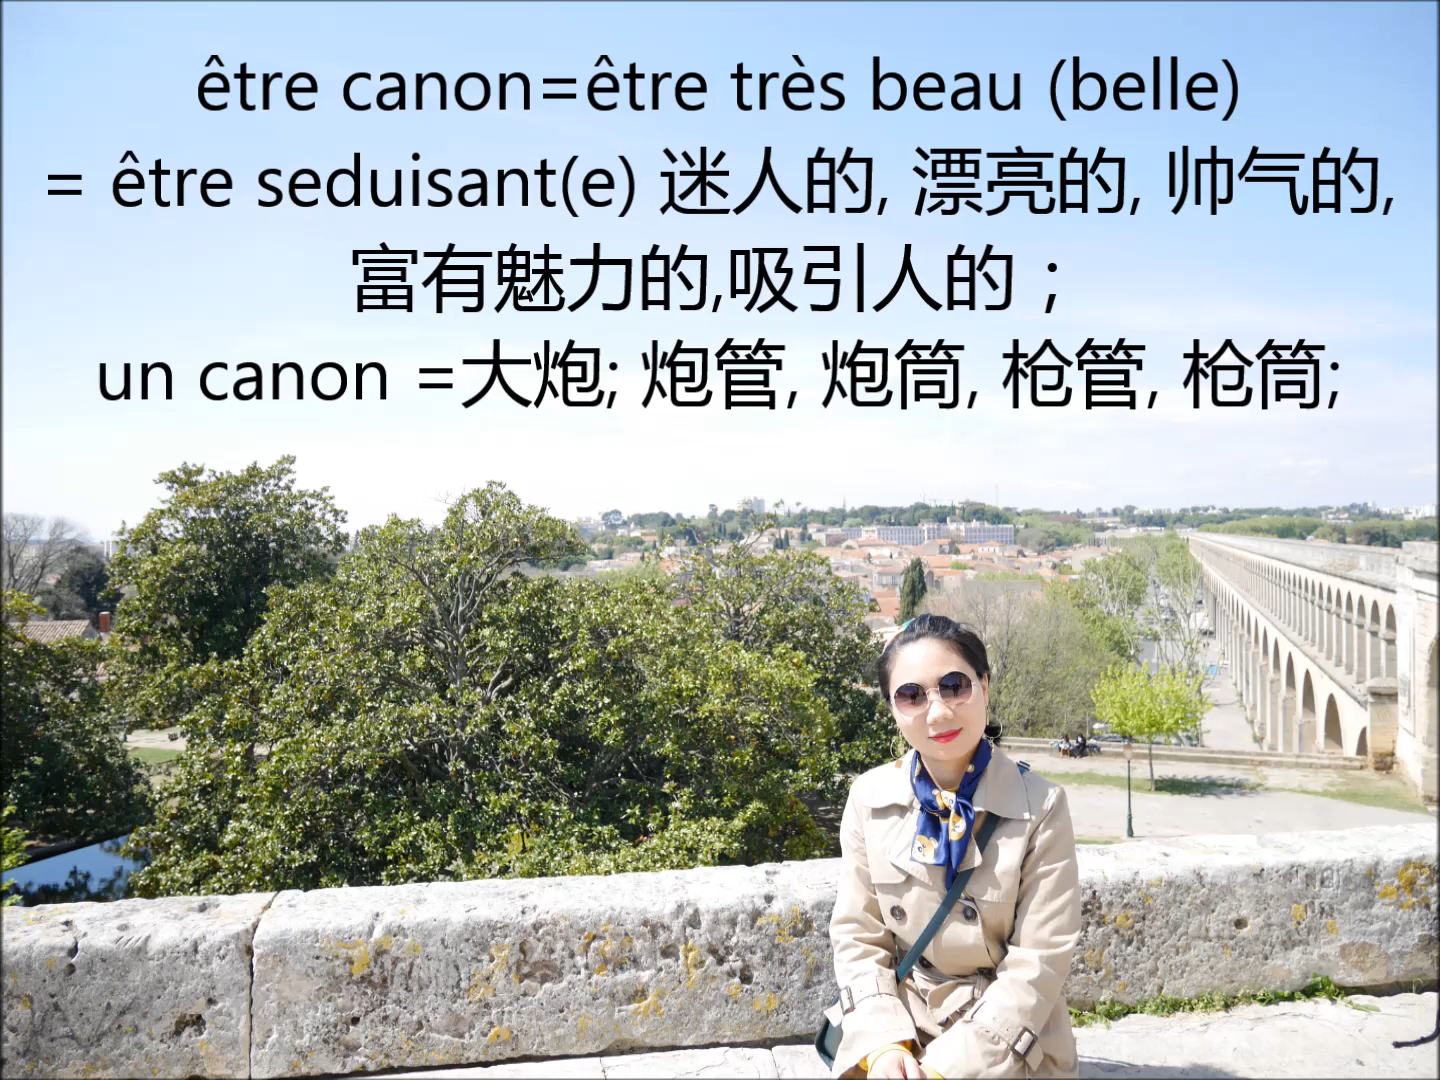 être canon=être très beau (belle)
= être seduisant(e) 迷人的, 漂亮的, 帅气的,
富有魅力的,吸引人的；
un canon =大炮; 炮管, 炮筒, 枪管, 枪筒;